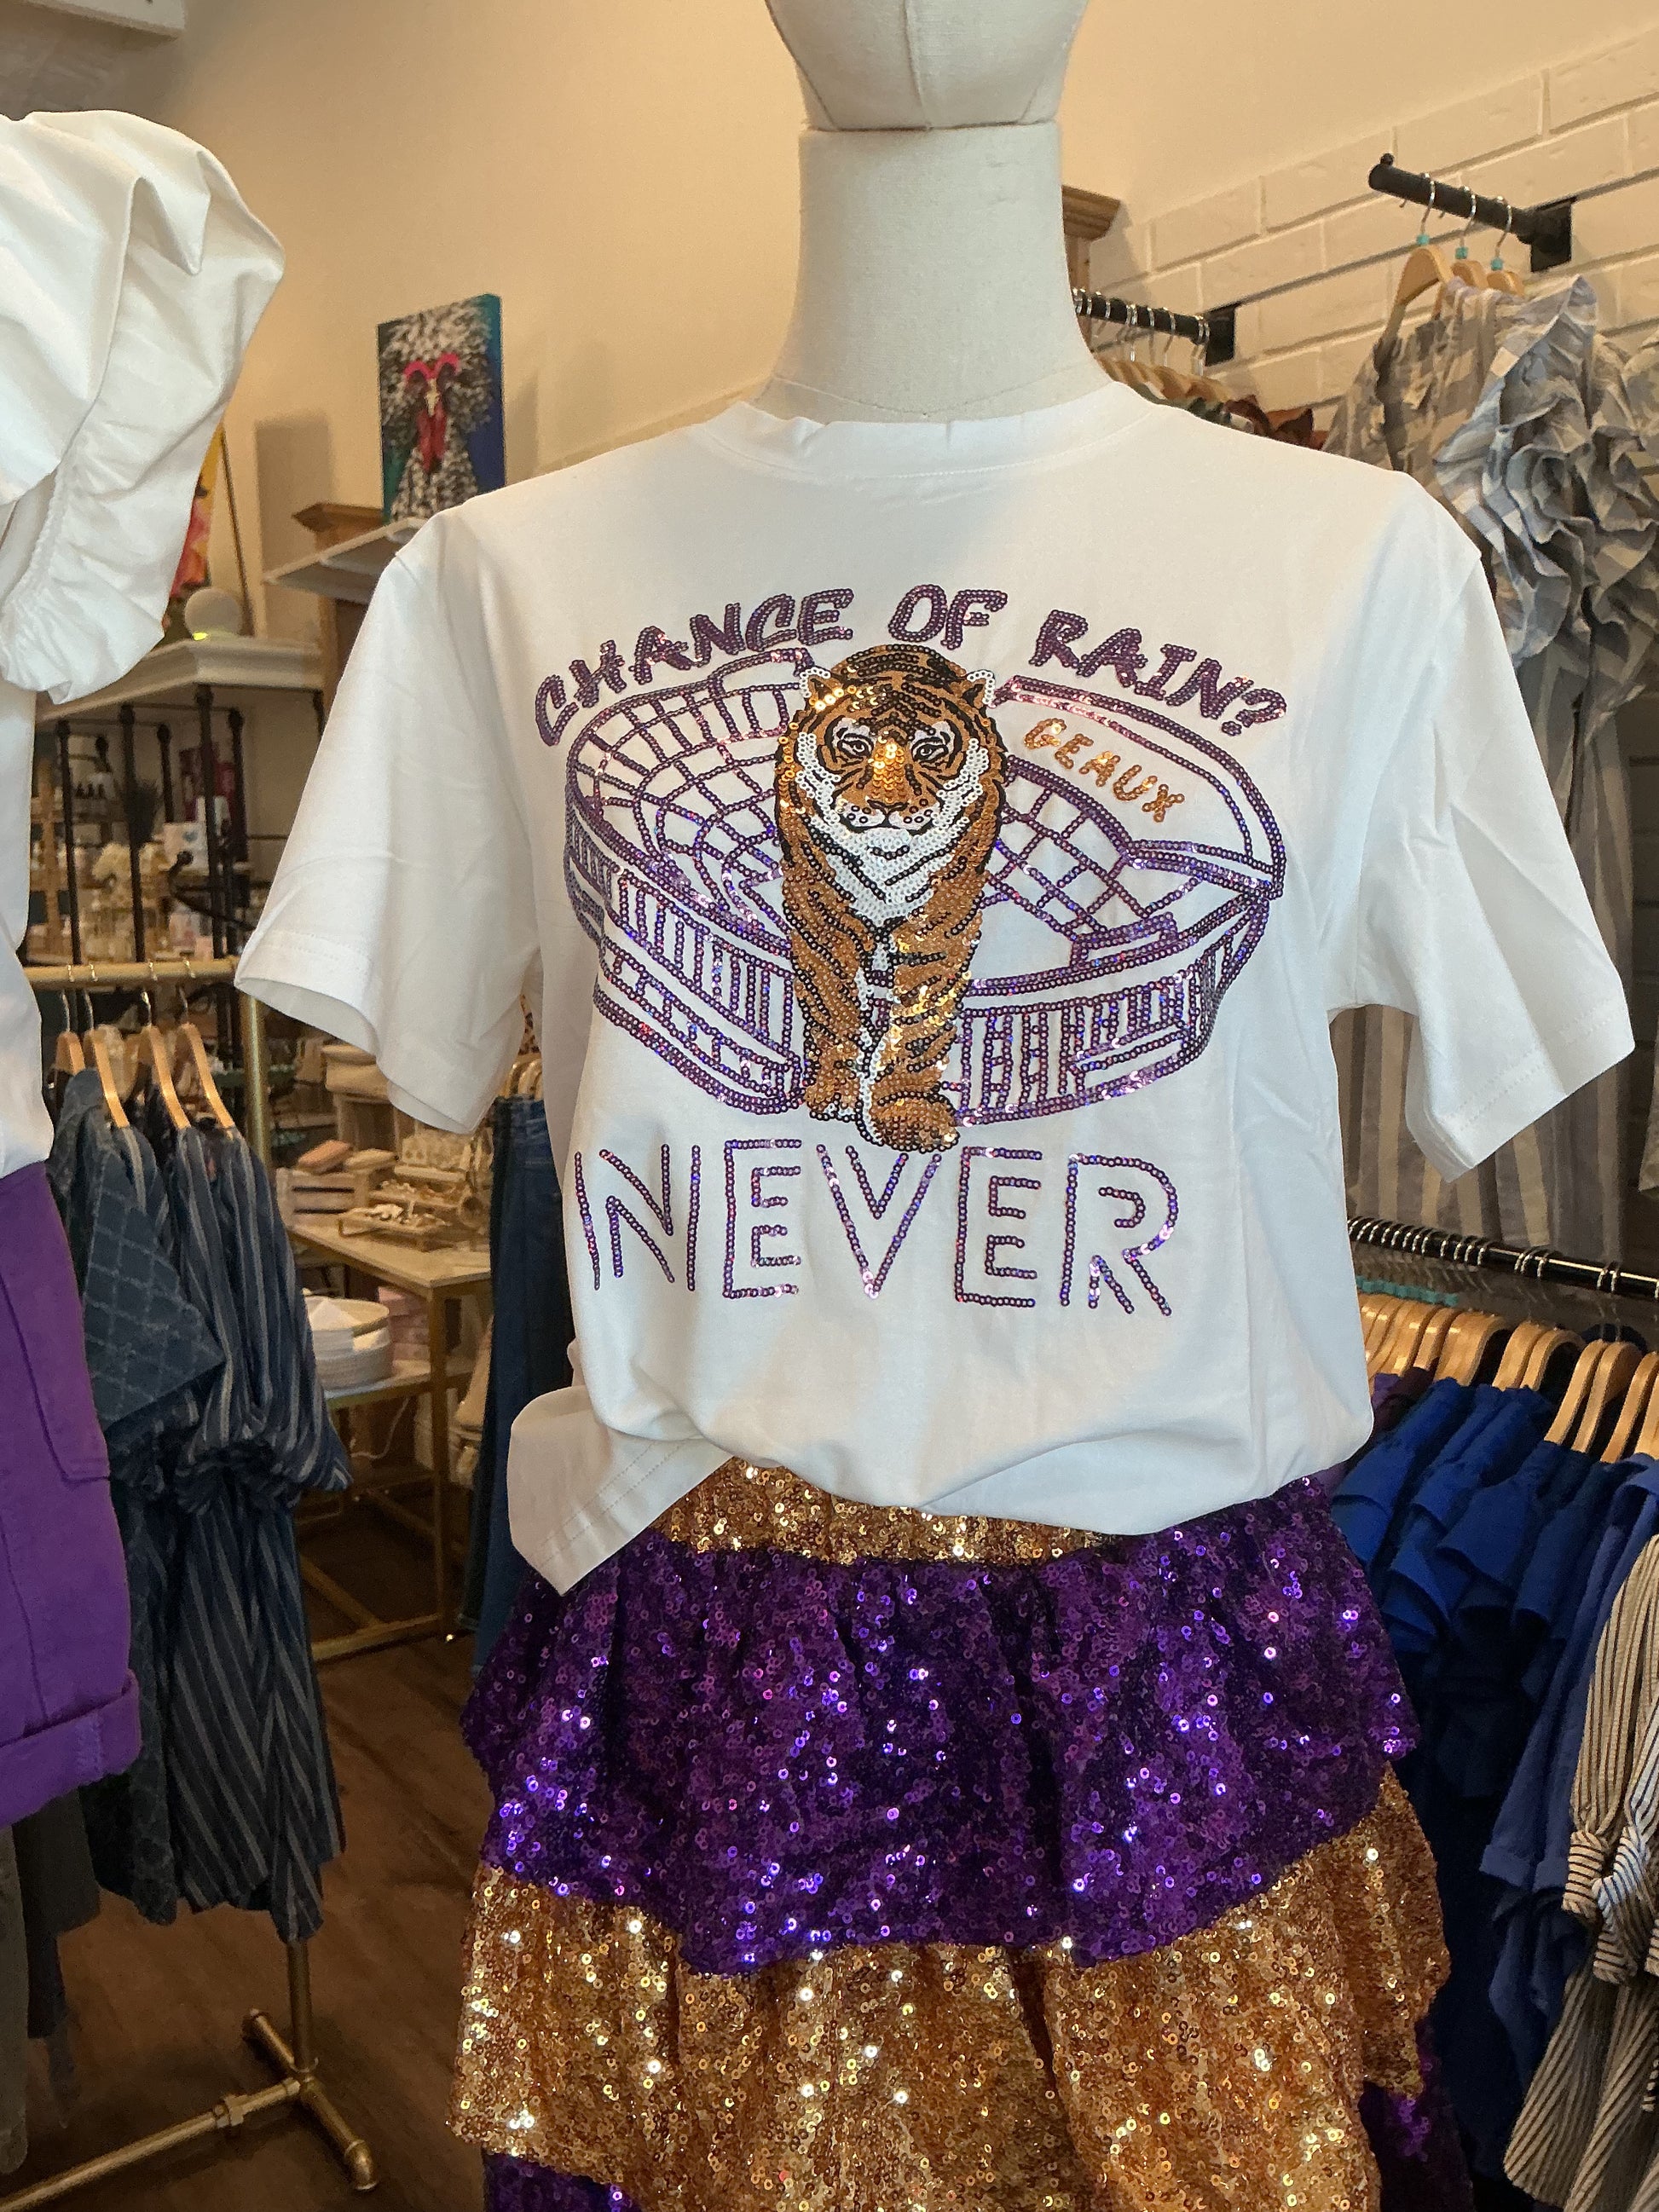 CHANCE OF RAIN?
GEAUX
NEVER